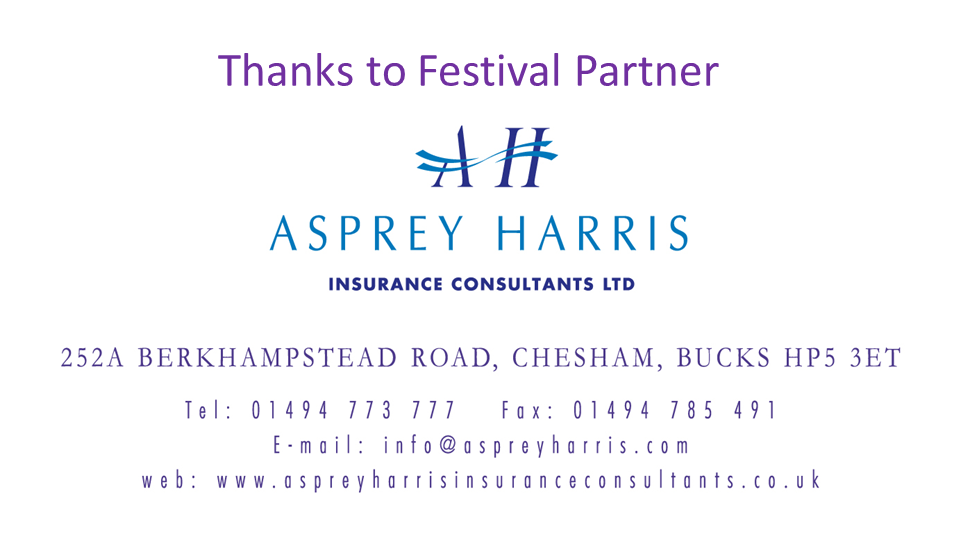 Thanks to Festival Partner
AH
ASPREY HARRIS
INSURANCE CONSULTANTS LTD
252A BERKHAMPSTEAD ROAD, CHESHAM, BUCKS HP5 3ET
Tel: 01494 773 777 Fax: 01494 785 491
E-mail: info@aspreyharris.com
web: www.aspreyharrisinsuranceconsultants.co.uk